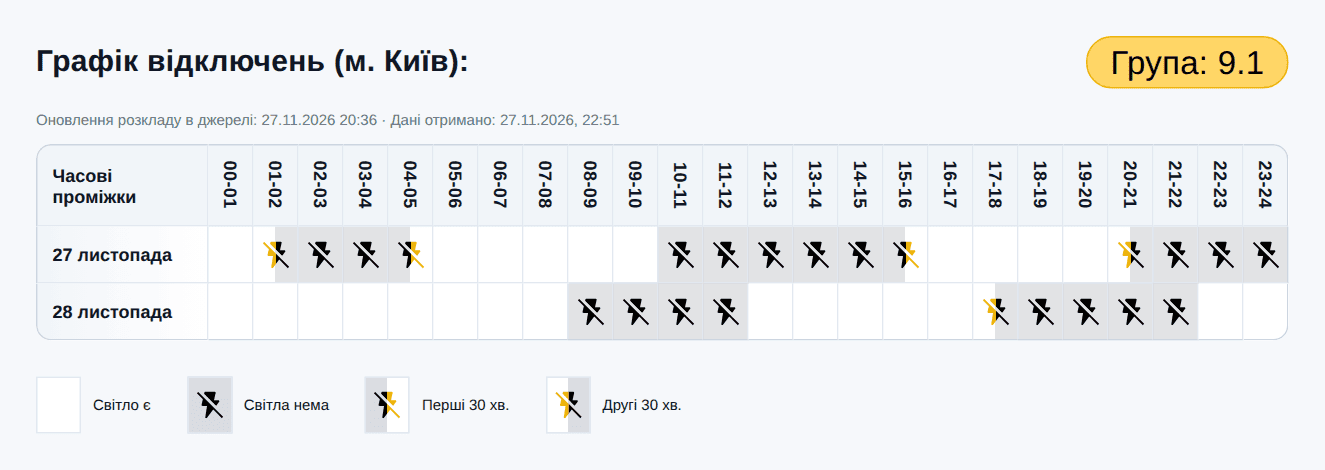 Графік відключень (м. Київ):
Група: 9.1
Оновлення розкладу в джерелі: 27.11.2026 20:36 · Дані отримано: 27.11.2026, 22:51
Часові
проміжки
00-01
01-02
02-03
03-04
04-05
05-06
06-07
07-08
08-09
09-10
10-11
11-12
12-13
13-14
14-15
15-16
16-17
17-18
18-19
19-20
20-21
21-22
22-23
23-24
27 листопада
28 листопада
Світло є
Світла нема
Перші 30 хв.
Другі 30 хв.